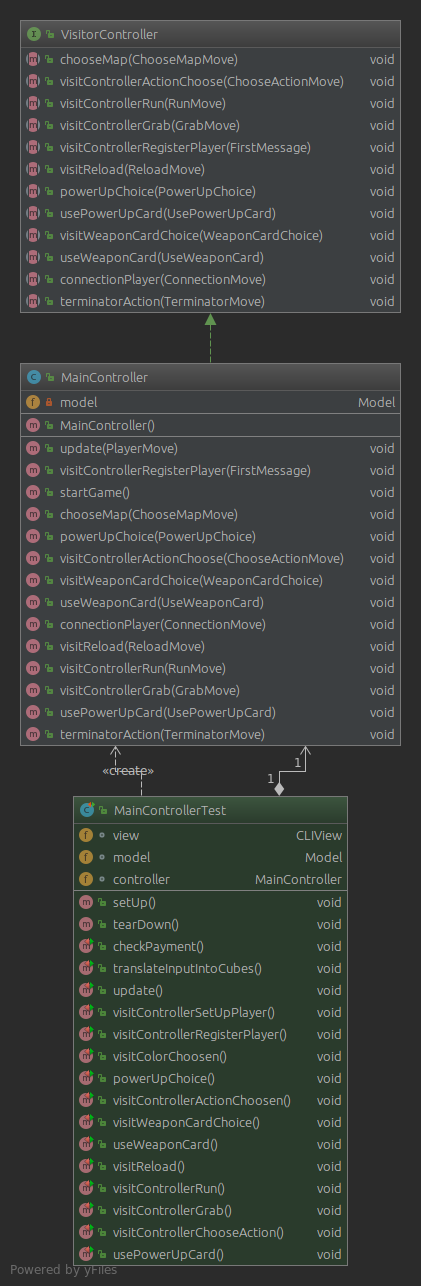 VisitorController
chooseMap(ChooseMapMove) void
visitControllerActionChoose(ChooseActionMove) void
visitControllerRun(RunMove) void
visitControllerGrab(GrabMove) void
visitControllerRegisterPlayer(FirstMessage) void
visitReload(ReloadMove) void
powerUpChoice(PowerUpChoice) void
usePowerUpCard(UsePowerUpCard) void
visitWeaponCardChoice(WeaponCardChoice) void
useWeaponCard(UseWeaponCard) void
connectionPlayer(ConnectionMove) void
terminatorAction(TerminatorMove) void
MainController
model Model
MainController()
update(PlayerMove) void
visitControllerRegisterPlayer(FirstMessage) void
startGame() void
chooseMap(ChooseMapMove) void
powerUpChoice(PowerUpChoice) void
visitControllerActionChoose(ChooseActionMove) void
visitWeaponCardChoice(WeaponCardChoice) void
useWeaponCard(UseWeaponCard) void
connectionPlayer(ConnectionMove) void
visitReload(ReloadMove) void
visitControllerRun(RunMove) void
visitControllerGrab(GrabMove) void
usePowerUpCard(UsePowerUpCard) void
terminatorAction(TerminatorMove) void
1
«create»
1
MainControllerTest
view CLIView
model Model
controller MainController
setUp() void
tearDown() void
checkPayment() void
translateInputIntoCubes() void
update() void
visitControllerSetUpPlayer() void
visitControllerRegisterPlayer() void
visitColorChoosen() void
powerUpChoice() void
visitControllerActionChoosen() void
visitWeaponCardChoice() void
useWeaponCard() void
visitReload() void
visitControllerRun() void
visitControllerGrab() void
visitControllerChooseAction() void
usePowerUpCard() void
Powered by yFiles